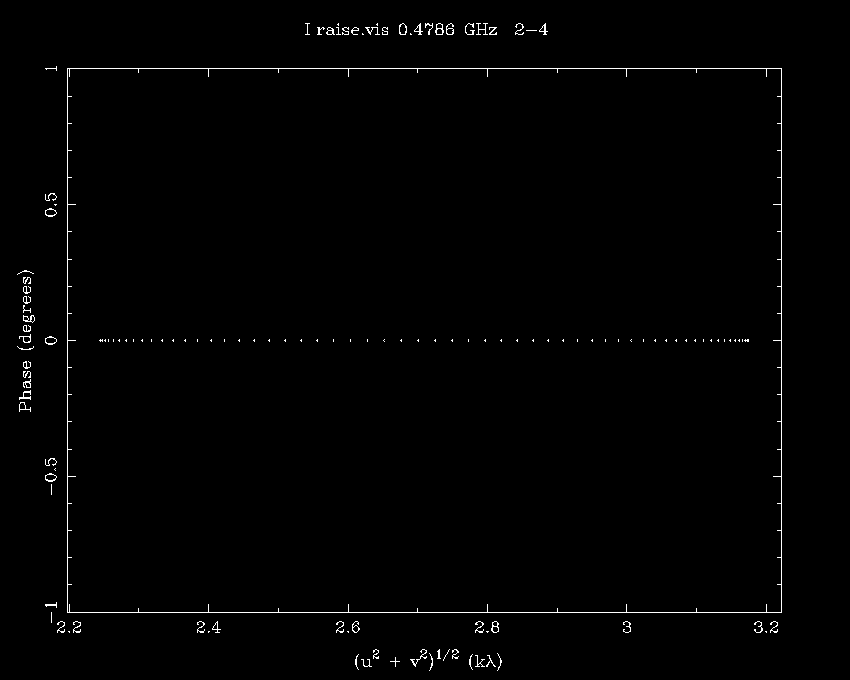 I raise.vis 0.4786 GHz 2−4
1
0.5
0
−0.5
−1
Phase (degrees)
2.2 2.4 2.6 2.8 3 3.2
(u² + v²)^1/2 (kλ)